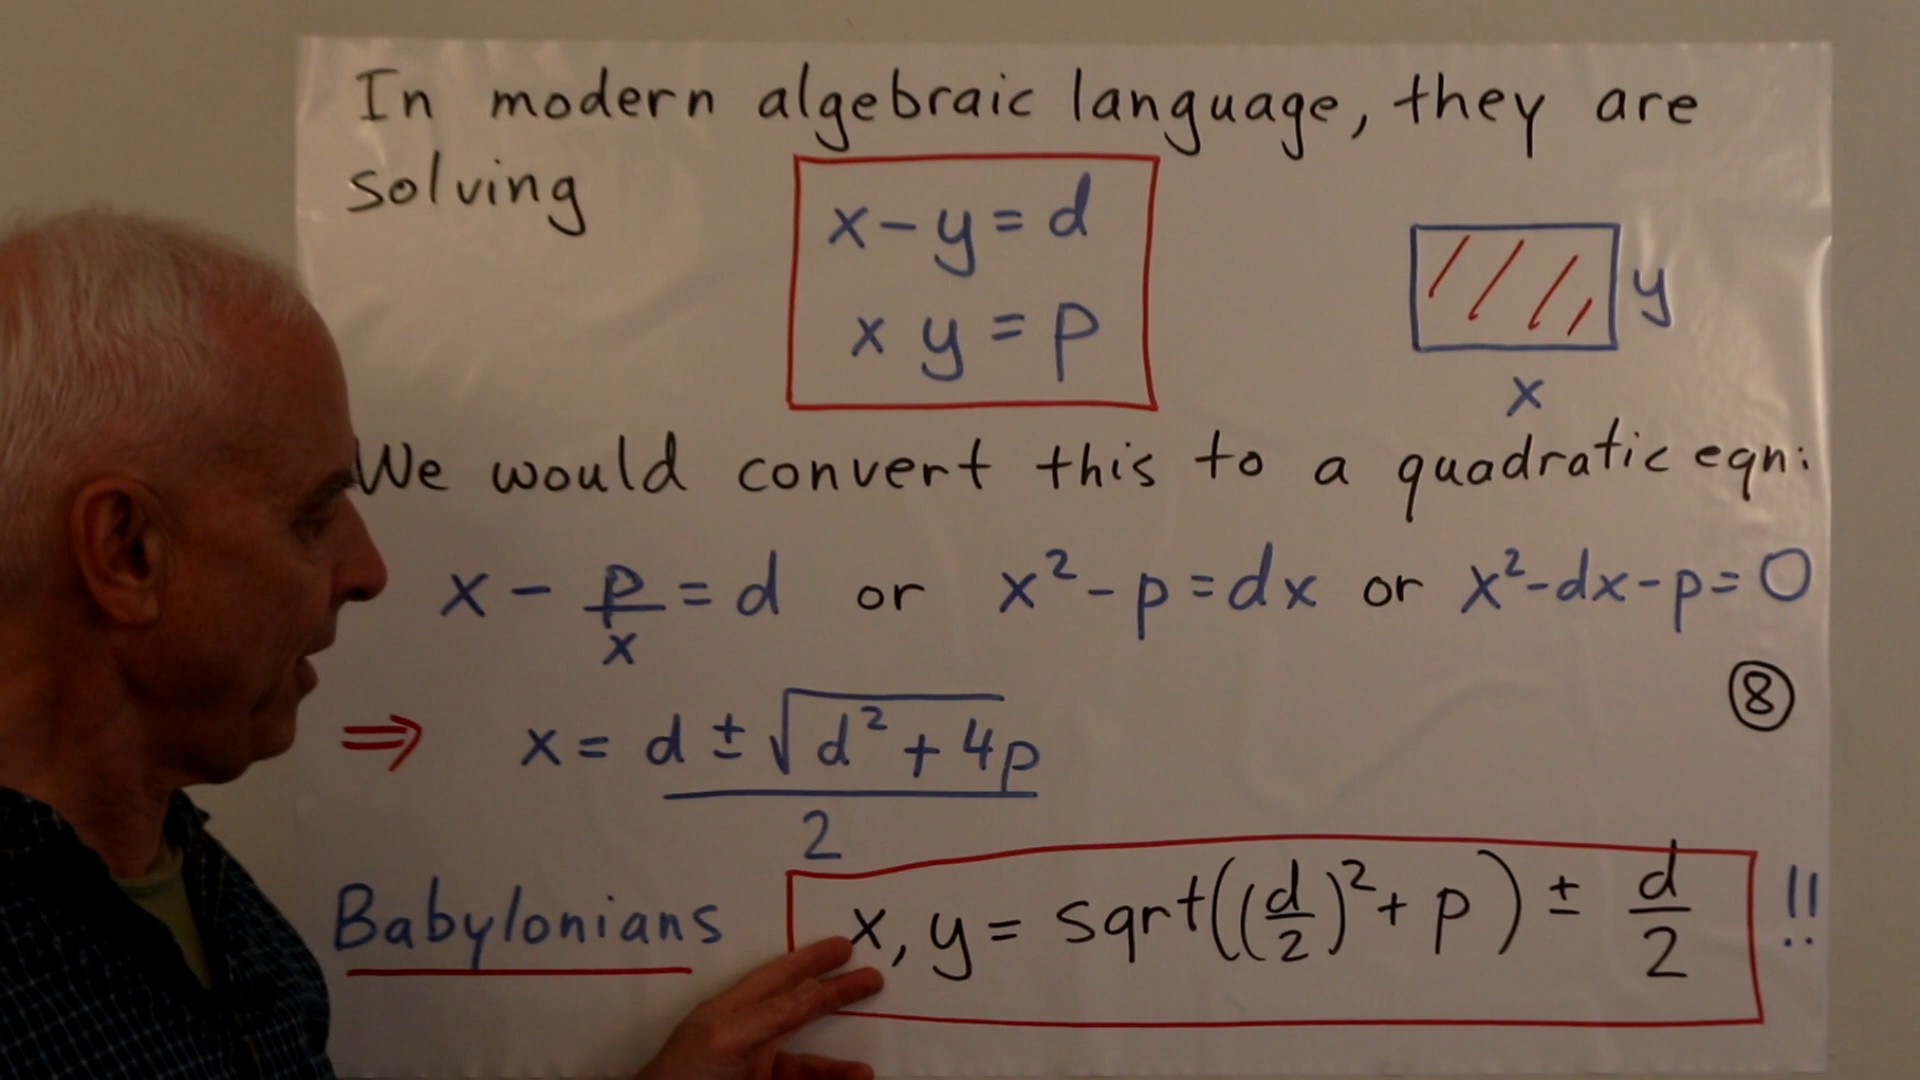 In modern algebraic language, they are
solving
x - y = d
x y = p
y
x
We would convert this to a quadratic eqn:
x - p/x = d or x² - p = dx or x² - dx - p = 0
⑧
⇒ x = d ± √(d² + 4p) / 2
Babylonians x, y = sqrt((d/2)² + p) ± d/2 !!